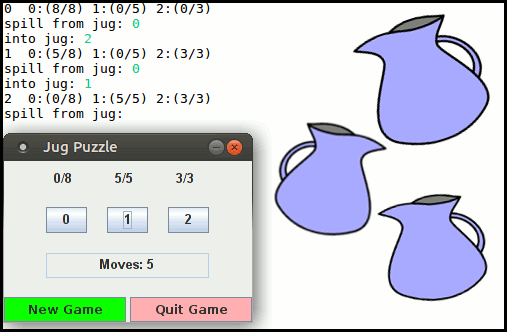 0  0:(8/8) 1:(0/5) 2:(0/3)
spill from jug: 0
into jug: 2
1  0:(5/8) 1:(0/5) 2:(3/3)
spill from jug: 0
into jug: 1
2  0:(0/8) 1:(5/5) 2:(3/3)
spill from jug:
Jug Puzzle
0/8 5/5 3/3
0 1 2
Moves: 5
New Game Quit Game